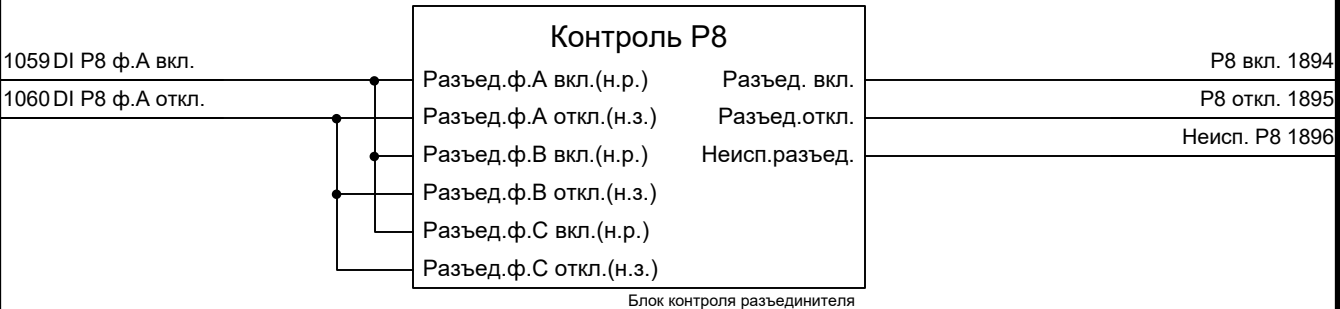 Контроль Р8
1059 DI Р8 ф.А вкл.
Разъед.ф.А вкл.(н.р.) Разъед. вкл.
Р8 вкл. 1894
1060 DI Р8 ф.А откл.
Разъед.ф.А откл.(н.з.) Разъед.откл.
Р8 откл. 1895
Разъед.ф.В вкл.(н.р.) Неисп.разъед.
Неисп. Р8 1896
Разъед.ф.В откл.(н.з.)
Разъед.ф.С вкл.(н.р.)
Разъед.ф.С откл.(н.з.)
Блок контроля разъединителя